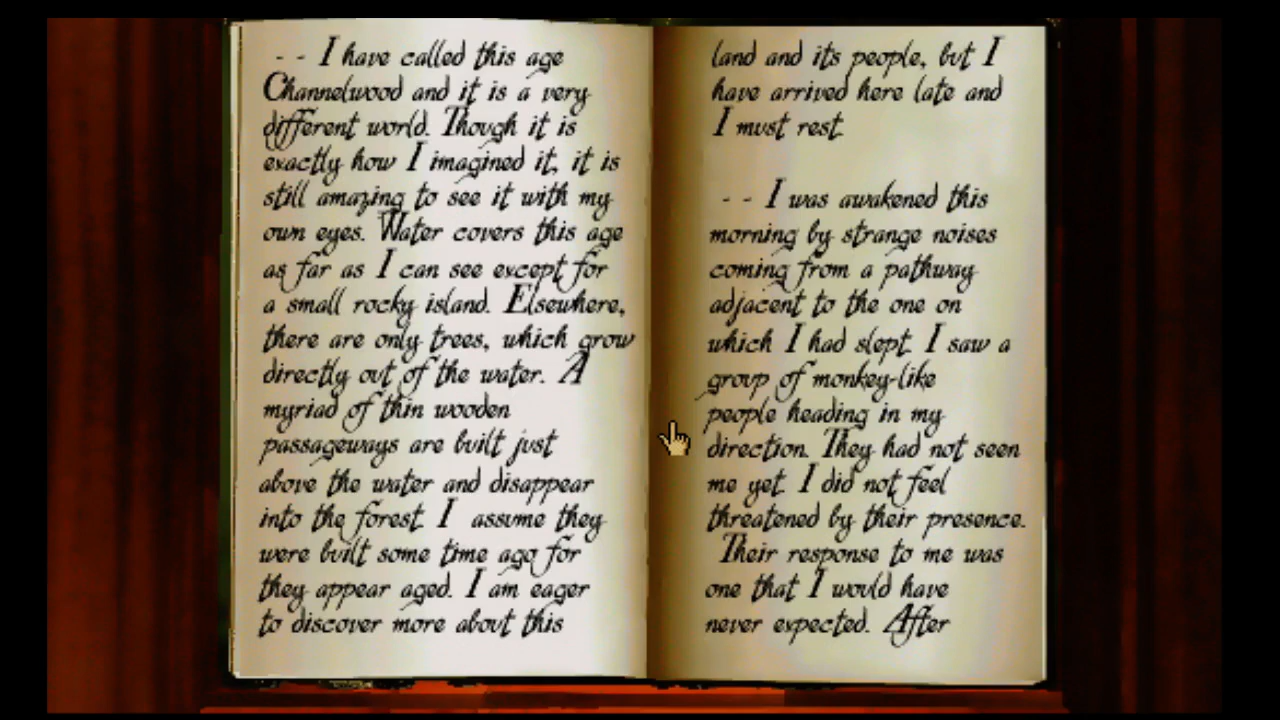 - - I have called this age
Channelwood and it is a very
different world. Though it is
exactly how I imagined it, it is
still amazing to see it with my
own eyes. Water covers this age
as far as I can see except for
a small rocky island. Elsewhere,
there are only trees, which grow
directly out of the water. A
myriad of thin wooden
passageways are built just
above the water and disappear
into the forest. I assume they
were built some time ago for
they appear aged. I am eager
to discover more about this
land and its people, but I
have arrived here late and
I must rest.
- - I was awakened this
morning by strange noises
coming from a pathway
adjacent to the one on
which I had slept. I saw a
group of monkey-like
people heading in my
direction. They had not seen
me yet. I did not feel
threatened by their presence.
Their response to me was
one that I would have
never expected. After